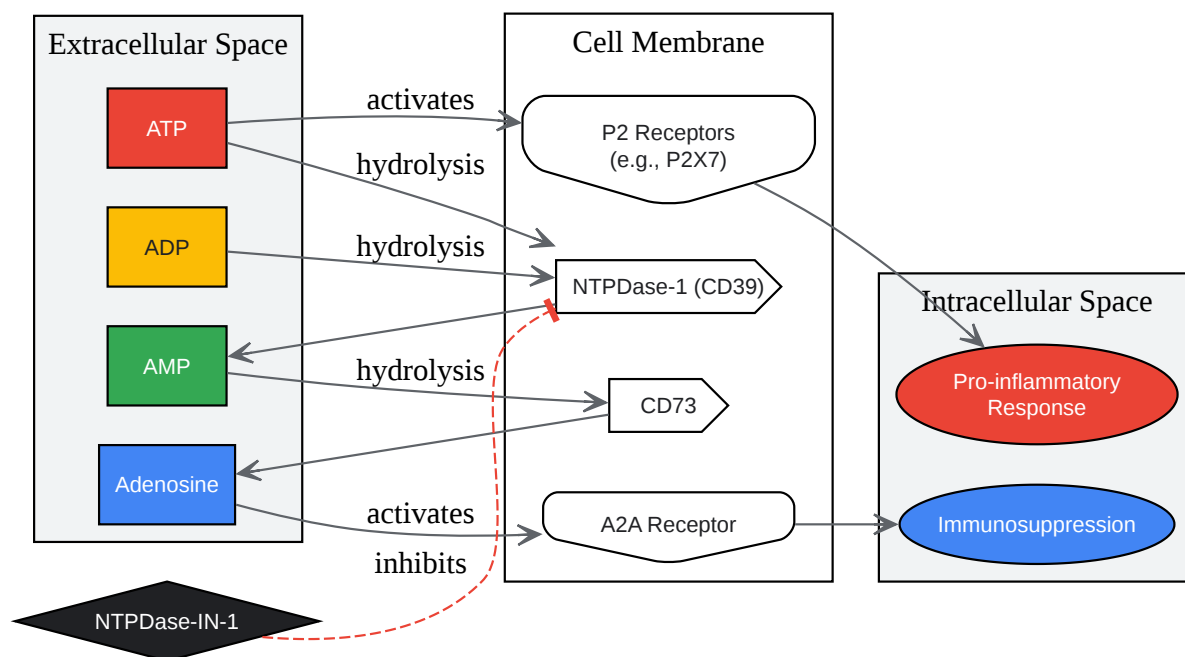 Extracellular Space
Cell Membrane
ATP
activates
P2 Receptors
(e.g., P2X7)
hydrolysis
ADP
hydrolysis
NTPDase-1 (CD39)
Intracellular Space
AMP
hydrolysis
CD73
Pro-inflammatory
Response
Adenosine
activates
A2A Receptor
Immunosuppression
inhibits
NTPDase-IN-1